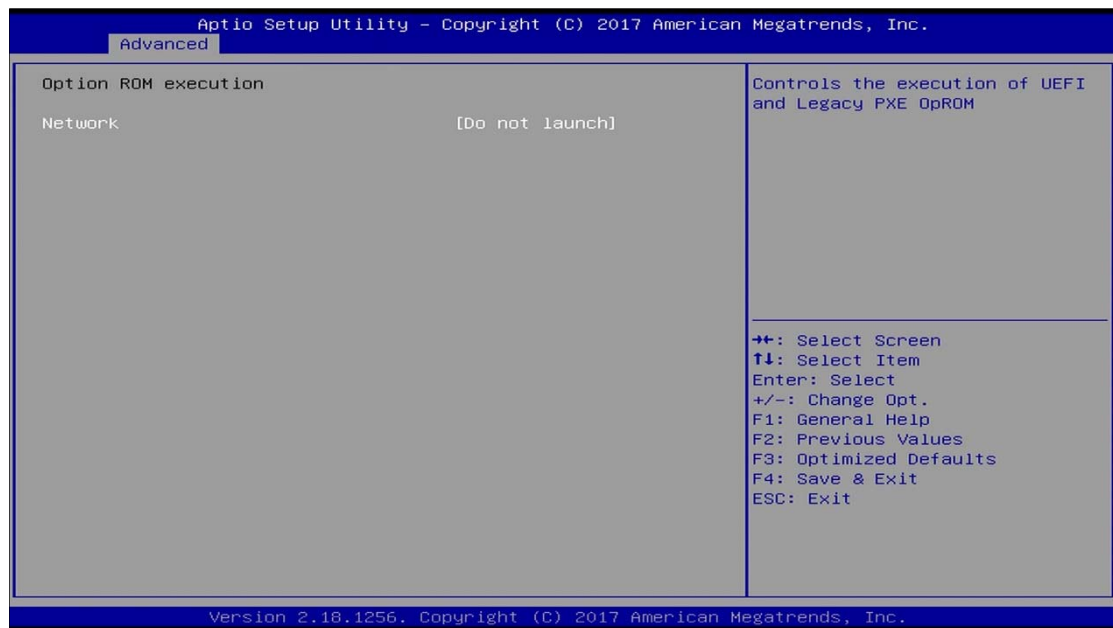 Aptio Setup Utility – Copyright (C) 2017 American Megatrends, Inc.
Advanced
Option ROM execution
Network [Do not launch]
Controls the execution of UEFI
and Legacy PXE OpROM
→←: Select Screen
↑↓: Select Item
Enter: Select
+/-: Change Opt.
F1: General Help
F2: Previous Values
F3: Optimized Defaults
F4: Save & Exit
ESC: Exit
Version 2.18.1256. Copyright (C) 2017 American Megatrends, Inc.